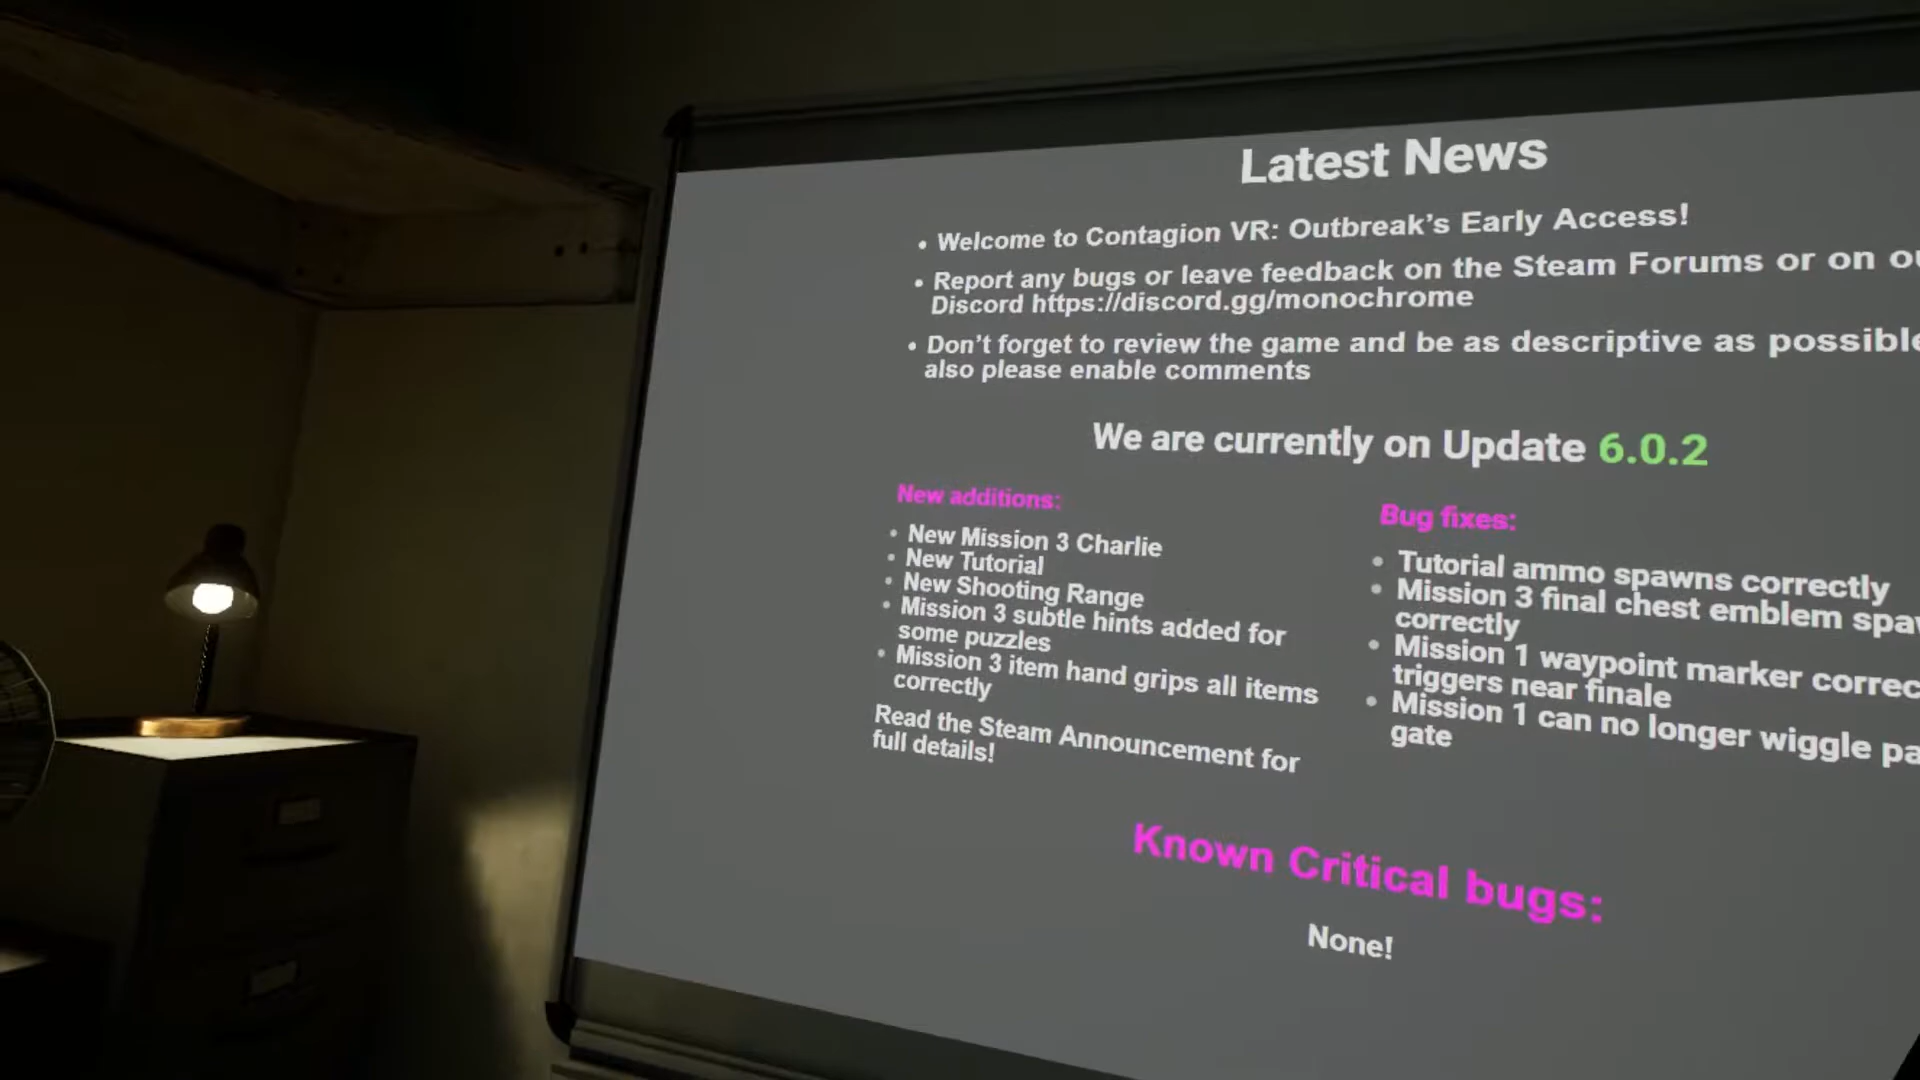 Latest News
• Welcome to Contagion VR: Outbreak's Early Access!
• Report any bugs or leave feedback on the Steam Forums or on
Discord https://discord.gg/monochrome
• Don't forget to review the game and be as descriptive as possible
also please enable comments
We are currently on Update 6.0.2
New additions:
• New Mission 3 Charlie
• New Tutorial
• New Shooting Range
• Mission 3 subtle hints added for
some puzzles
• Mission 3 item hand grips all items
correctly
Read the Steam Announcement for
full details!
Bug fixes:
• Tutorial ammo spawns correctly
• Mission 3 final chest emblem
correctly
• Mission 1 waypoint marker
triggers near finale
• Mission 1 can no longer wiggle
gate
Known Critical bugs:
None!